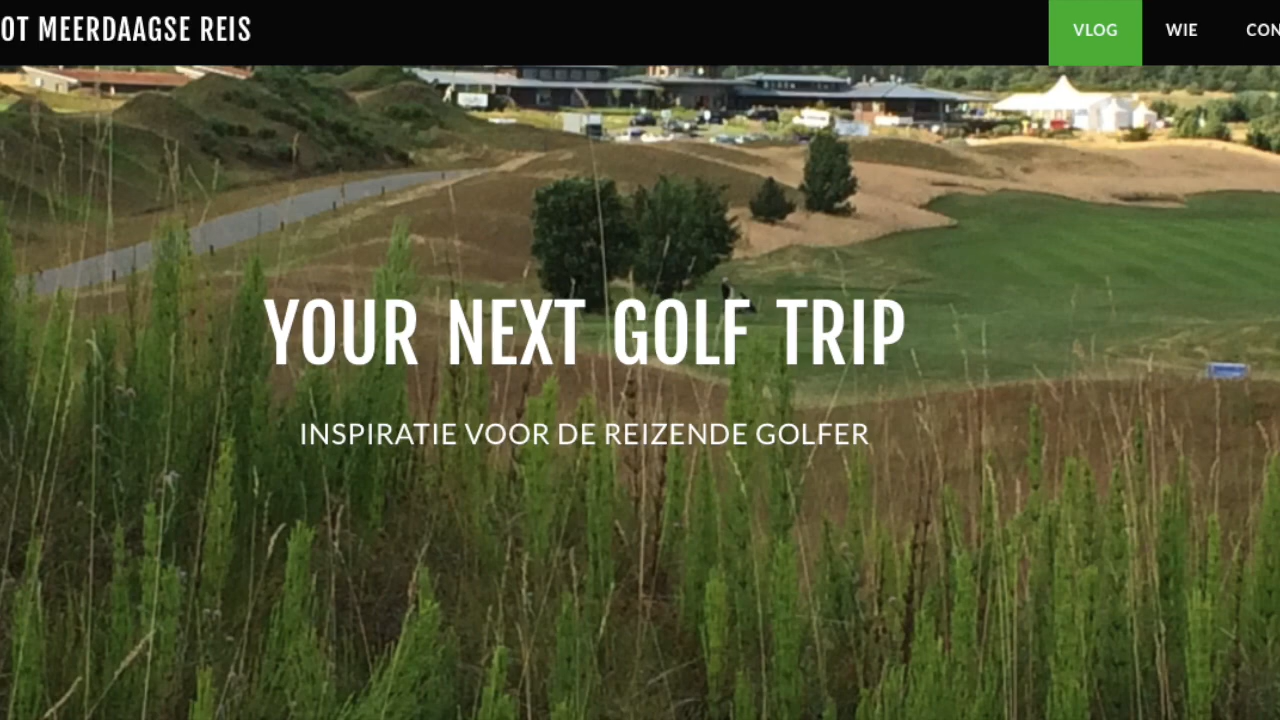 OT MEERDAAGSE REIS
VLOG WIE CON
YOUR NEXT GOLF TRIP
INSPIRATIE VOOR DE REIZENDE GOLFER